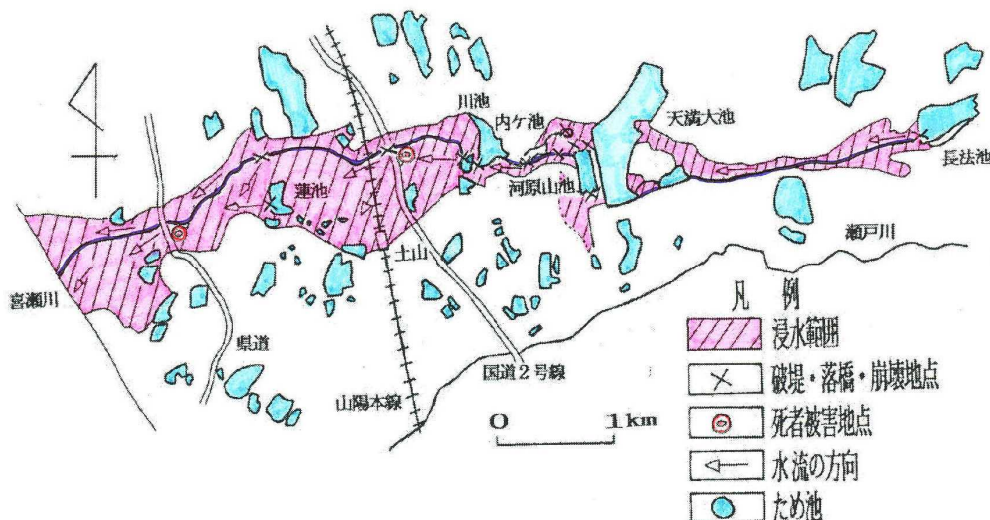 川池
内ケ池
天満大池
長法池
河原山池
蓮池
土山
瀬戸川
喜瀬川
県道
国道2号線
山陽本線
0 1km
凡 例
浸水範囲
破堤・落橋・崩壊地点
死者被害地点
水流の方向
ため池